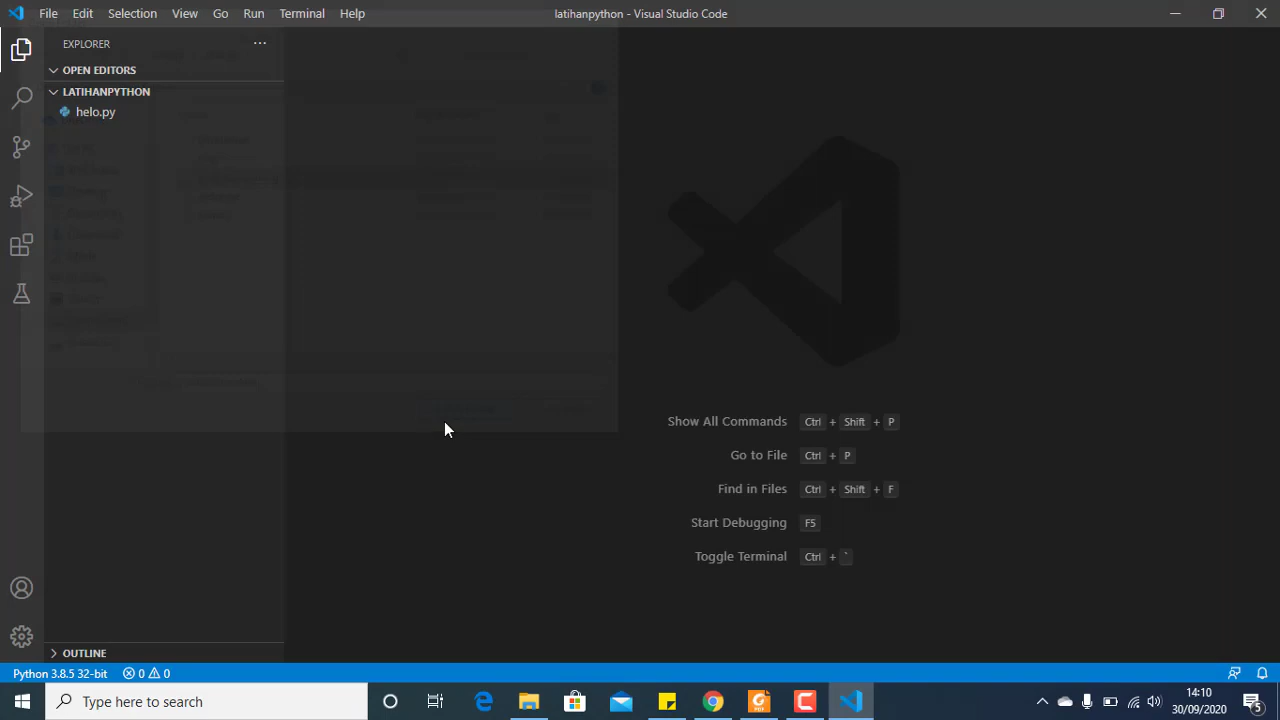 File Edit Selection View Go Run Terminal Help
latihanpython - Visual Studio Code
EXPLORER
OPEN EDITORS
LATIHANPYTHON
helo.py
Show All Commands Ctrl + Shift + P
Go to File Ctrl + P
Find in Files Ctrl + Shift + F
Start Debugging F5
Toggle Terminal Ctrl + `
OUTLINE
Python 3.8.5 32-bit 0 0
Type here to search
14:10
30/09/2020
5